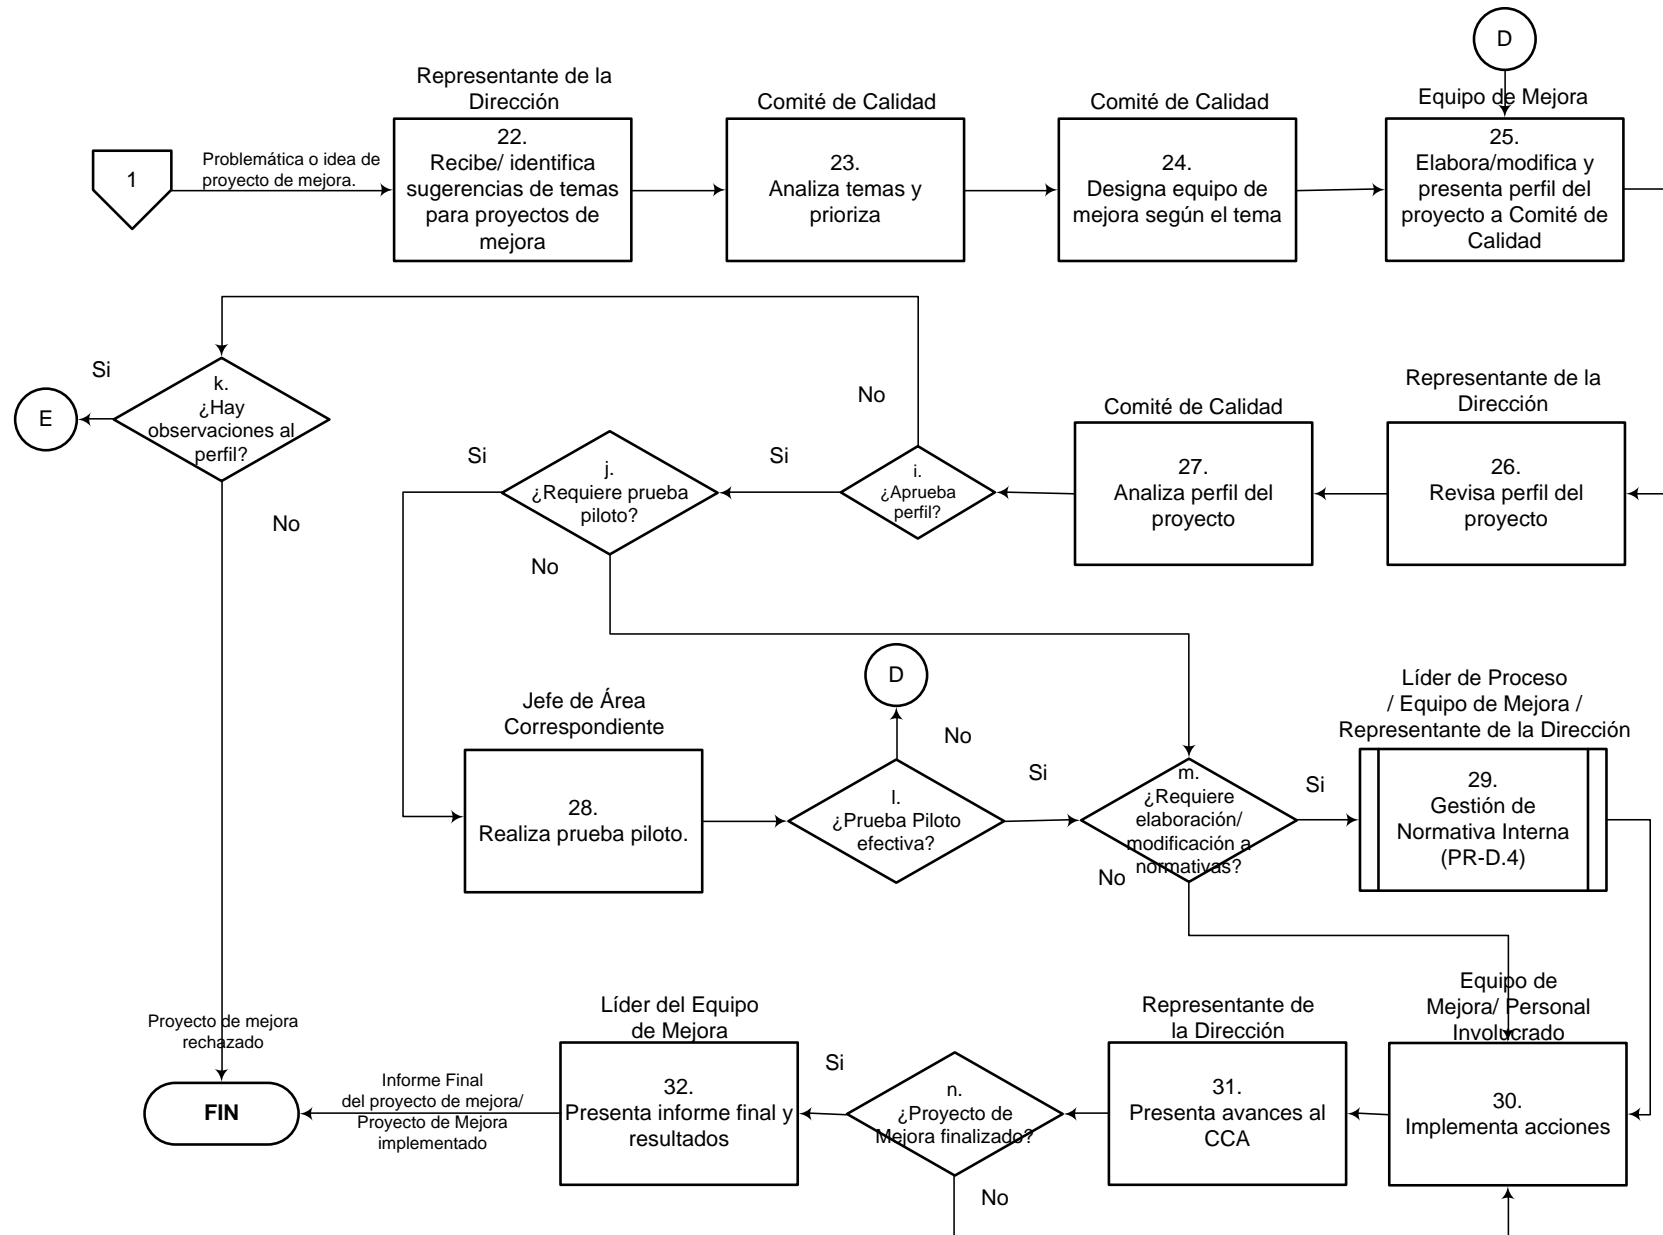 D
Representante de la
Dirección
Comité de Calidad
Comité de Calidad
Equipo de Mejora
1
Problemática o idea de
proyecto de mejora.
22.
Recibe/ identifica
sugerencias de temas
para proyectos de
mejora
23.
Analiza temas y
prioriza
24.
Designa equipo de
mejora según el tema
25.
Elabora/modifica y
presenta perfil del
proyecto a Comité de
Calidad
Si
E
k.
¿Hay
observaciones al
perfil?
No
Si
j.
¿Requiere prueba
piloto?
No
Si
No
i.
¿Aprueba
perfil?
Comité de Calidad
27.
Analiza perfil del
proyecto
Representante de la
Dirección
26.
Revisa perfil del
proyecto
Jefe de Área
Correspondiente
28.
Realiza prueba piloto.
D
No
l.
¿Prueba Piloto
efectiva?
Si
m.
¿Requiere
elaboración/
modificación a
normativas?
No
Si
Líder de Proceso
/ Equipo de Mejora /
Representante de la Dirección
29.
Gestión de
Normativa Interna
(PR-D.4)
Proyecto de mejora
rechazado
FIN
Informe Final
del proyecto de mejora/
Proyecto de Mejora
implementado
Líder del Equipo
de Mejora
32.
Presenta informe final y
resultados
Si
n.
¿Proyecto de
Mejora finalizado?
No
Representante de
la Dirección
31.
Presenta avances al
CCA
Equipo de
Mejora/ Personal
Involucrado
30.
Implementa acciones